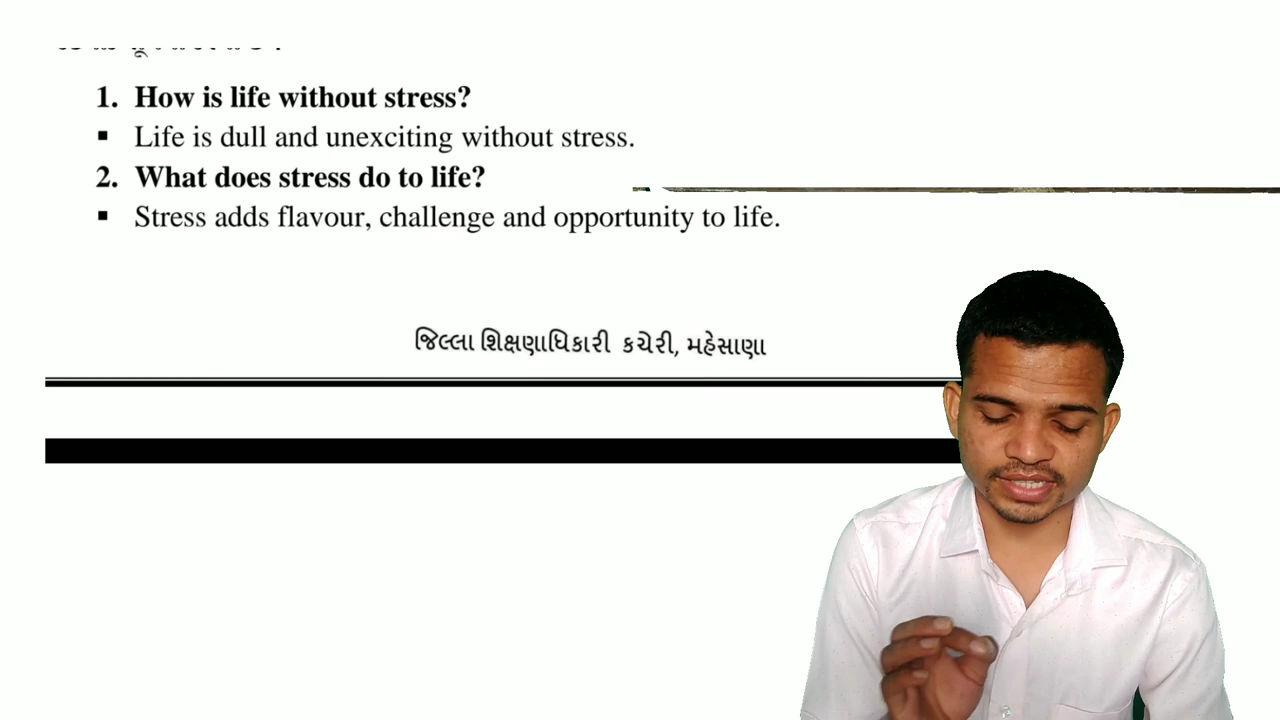 1. How is life without stress?
▪ Life is dull and unexciting without stress.
2. What does stress do to life?
▪ Stress adds flavour, challenge and opportunity to life.
જિલ્લા શિક્ષણાધિકારી કચેરી, મહેસાણા